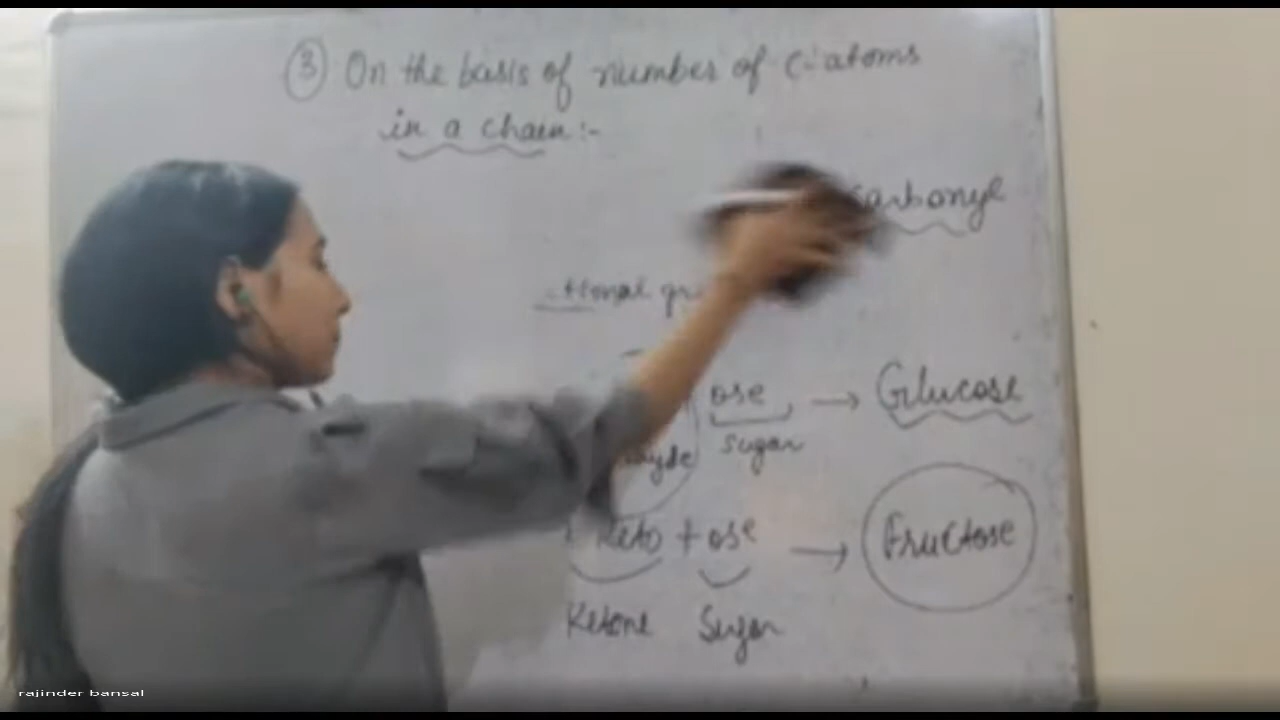 ③ On the basis of number of C-atoms
in a chain:-
carbonyl
ose → Glucose
sugar
Keto + ose → Fructose
Ketone Sugar
rajinder bansal